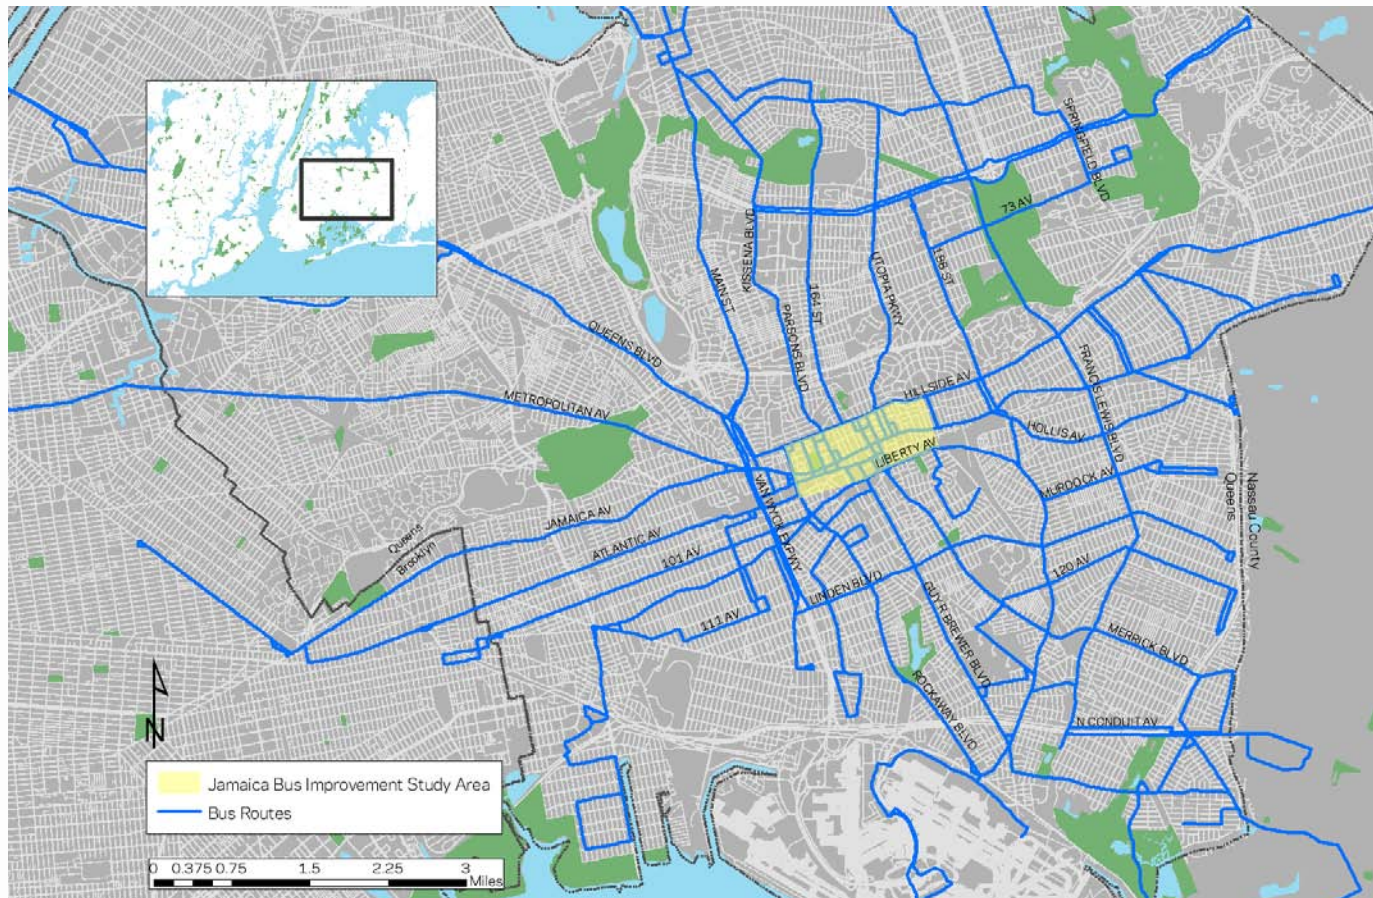 SPRINGFIELD BLVD
73 AV
KISSENA BLVD
MAIN ST
PARSONS BLVD
164 ST
UTOPIA PKWY
188 ST
QUEENS BLVD
METROPOLITAN AV
HILLSIDE AV
FRANCIS LEWIS BLVD
HOLLIS AV
LIBERTY AV
MURDOCK AV
VAN WYCK EXPWY
JAMAICA AV
ATLANTIC AV
101 AV
111 AV
LINDEN BLVD
120 AV
GUY R BREWER BLVD
MERRICK BLVD
ROCKAWAY BLVD
N CONDUIT AV
Queens
Brooklyn
Nassau County
Queens
N
Jamaica Bus Improvement Study Area
Bus Routes
0 0.375 0.75 1.5 2.25 3
Miles